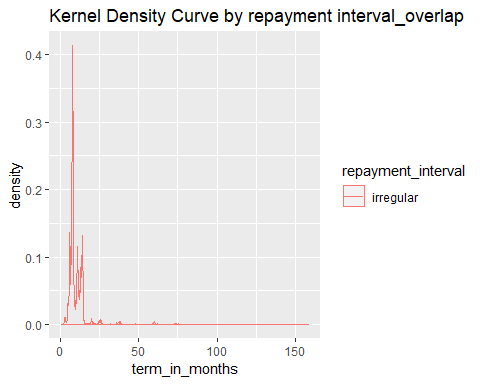 Kernel Density Curve by repayment interval_overlap
density
0.4
0.3
0.2
0.1
0.0
0
50
100
150
term_in_months
repayment_interval
irregular